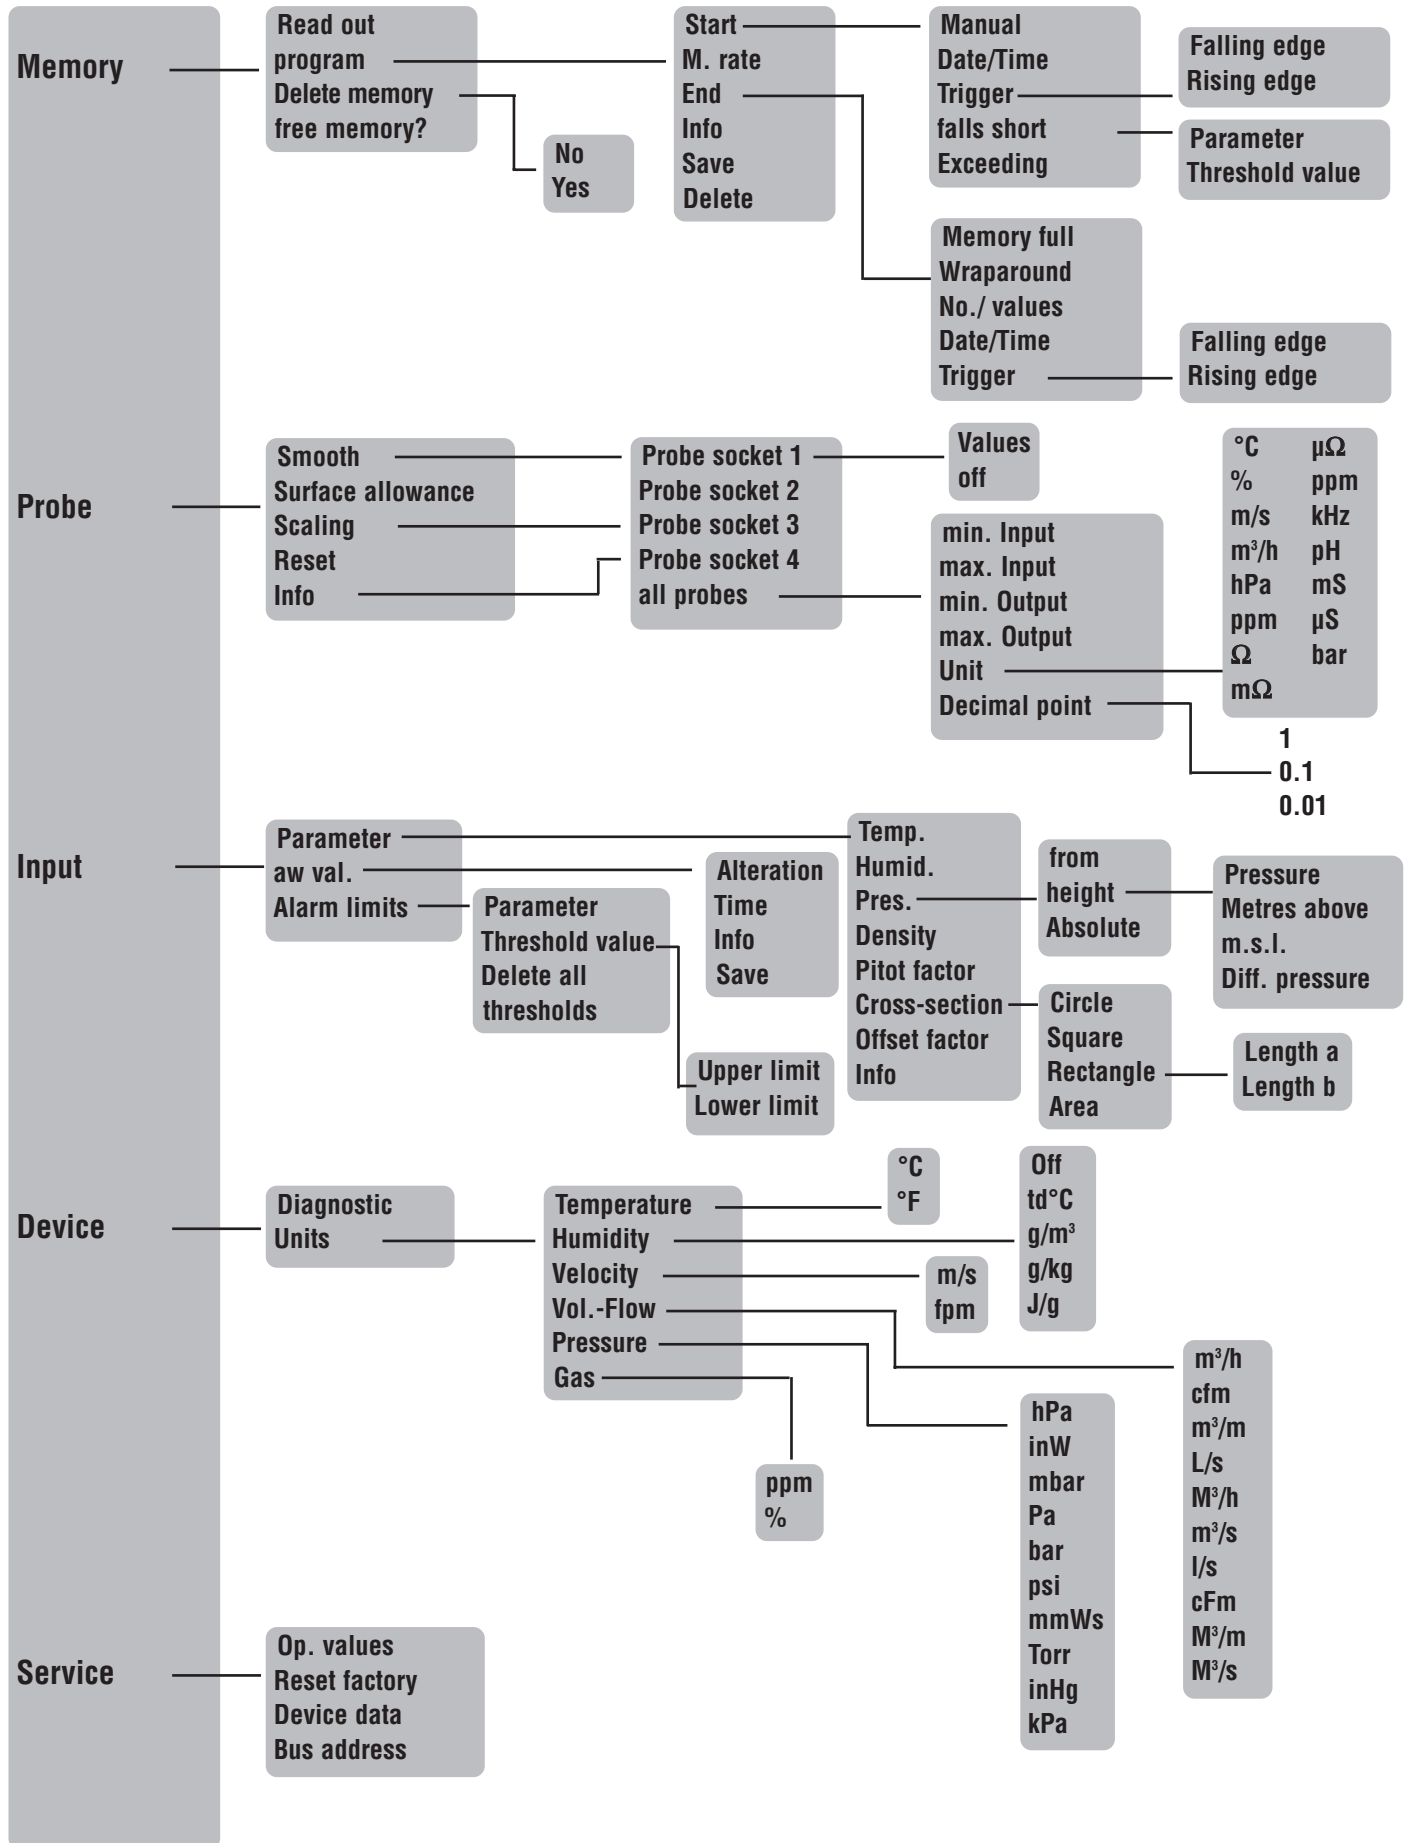 Memory
Read out
program
Delete memory
free memory?
No
Yes
Start
M. rate
End
Info
Save
Delete
Manual
Date/Time
Trigger
falls short
Exceeding
Falling edge
Rising edge
Parameter
Threshold value
Memory full
Wraparound
No./ values
Date/Time
Trigger
Falling edge
Rising edge
Probe
Smooth
Surface allowance
Scaling
Reset
Info
Probe socket 1
Probe socket 2
Probe socket 3
Probe socket 4
all probes
Values
off
min. Input
max. Input
min. Output
max. Output
Unit
Decimal point
°C µΩ
% ppm
m/s kHz
m³/h pH
hPa mS
ppm µS
Ω bar
mΩ
1
0.1
0.01
Input
Parameter
aw val.
Alarm limits
Parameter
Threshold value
Delete all
thresholds
Upper limit
Lower limit
Alteration
Time
Info
Save
Temp.
Humid.
Pres.
Density
Pitot factor
Cross-section
Offset factor
Info
from
height
Absolute
Pressure
Metres above
m.s.l.
Diff. pressure
Circle
Square
Rectangle
Area
Length a
Length b
Device
Diagnostic
Units
Temperature
Humidity
Velocity
Vol.-Flow
Pressure
Gas
°C
°F
Off
td°C
g/m³
g/kg
J/g
m/s
fpm
m³/h
cfm
m³/m
L/s
M³/h
m³/s
l/s
cFm
M³/m
M³/s
hPa
inW
mbar
Pa
bar
psi
mmWs
Torr
inHg
kPa
ppm
%
Service
Op. values
Reset factory
Device data
Bus address